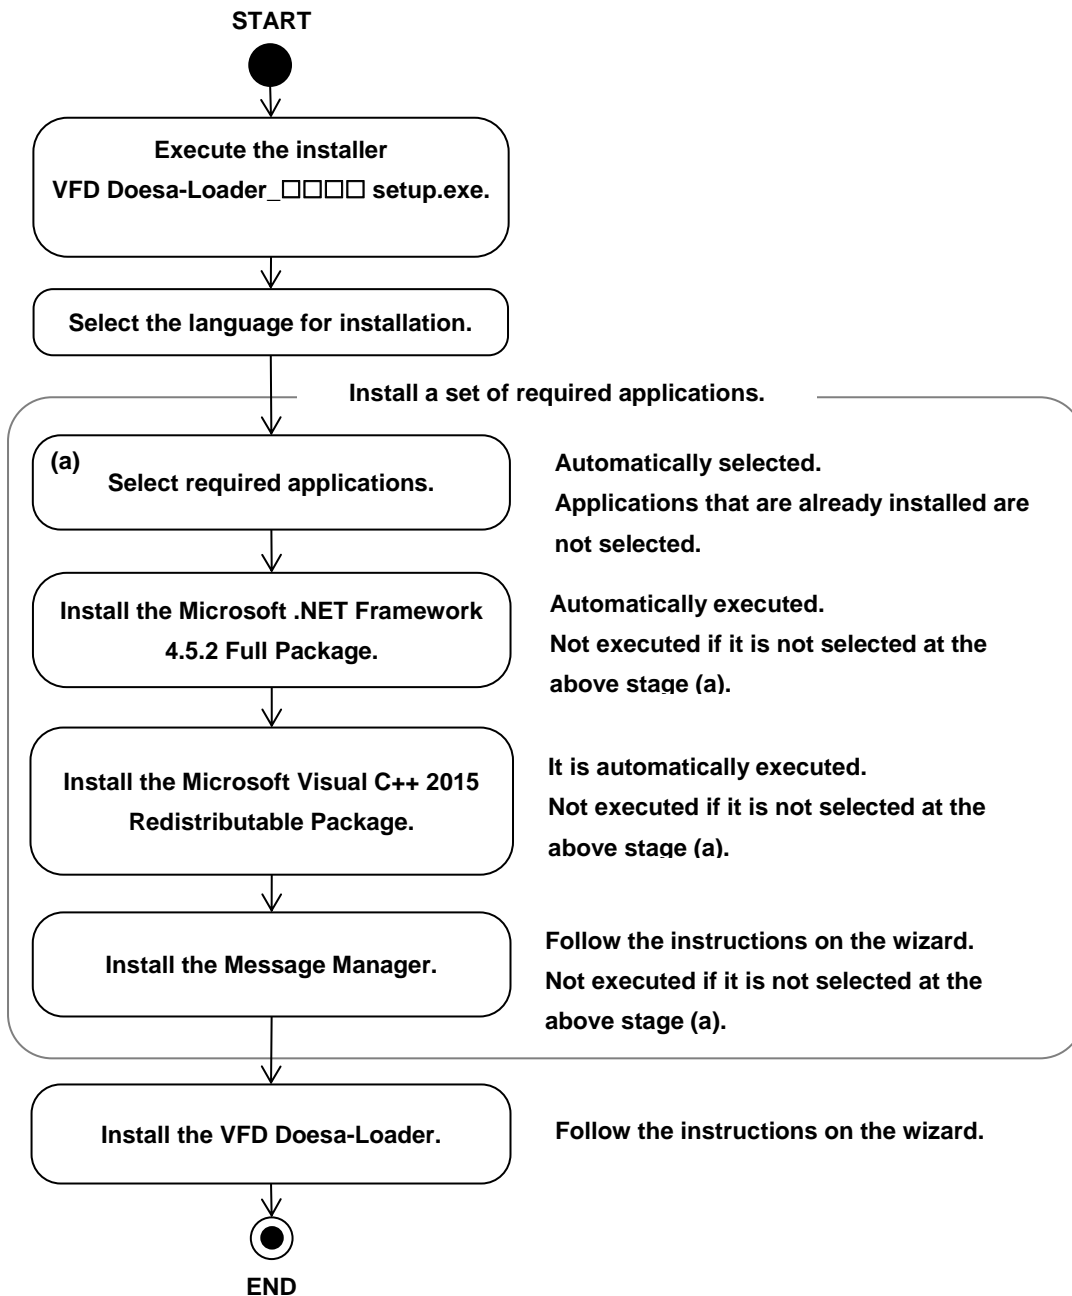 START
Execute the installer
VFD Doesa-Loader_□□□□ setup.exe.
Select the language for installation.
Install a set of required applications.
(a)
Select required applications.
Automatically selected.
Applications that are already installed are
not selected.
Install the Microsoft .NET Framework
4.5.2 Full Package.
Automatically executed.
Not executed if it is not selected at the
above stage (a).
Install the Microsoft Visual C++ 2015
Redistributable Package.
It is automatically executed.
Not executed if it is not selected at the
above stage (a).
Install the Message Manager.
Follow the instructions on the wizard.
Not executed if it is not selected at the
above stage (a).
Install the VFD Doesa-Loader.
Follow the instructions on the wizard.
END